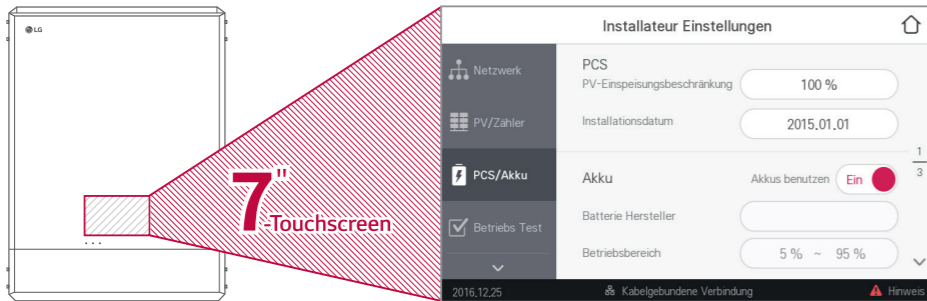 LG
7"-Touchscreen
Installateur Einstellungen
Netzwerk
PV/Zähler
PCS/Akku
Betriebs Test
PCS
PV-Einspeisungsbeschränkung 100 %
Installationsdatum 2015.01.01
Akku Akkus benutzen Ein
Batterie Hersteller
Betriebsbereich 5 % ~ 95 %
1
3
2016.12.25 Kabelgebundene Verbindung Hinweis